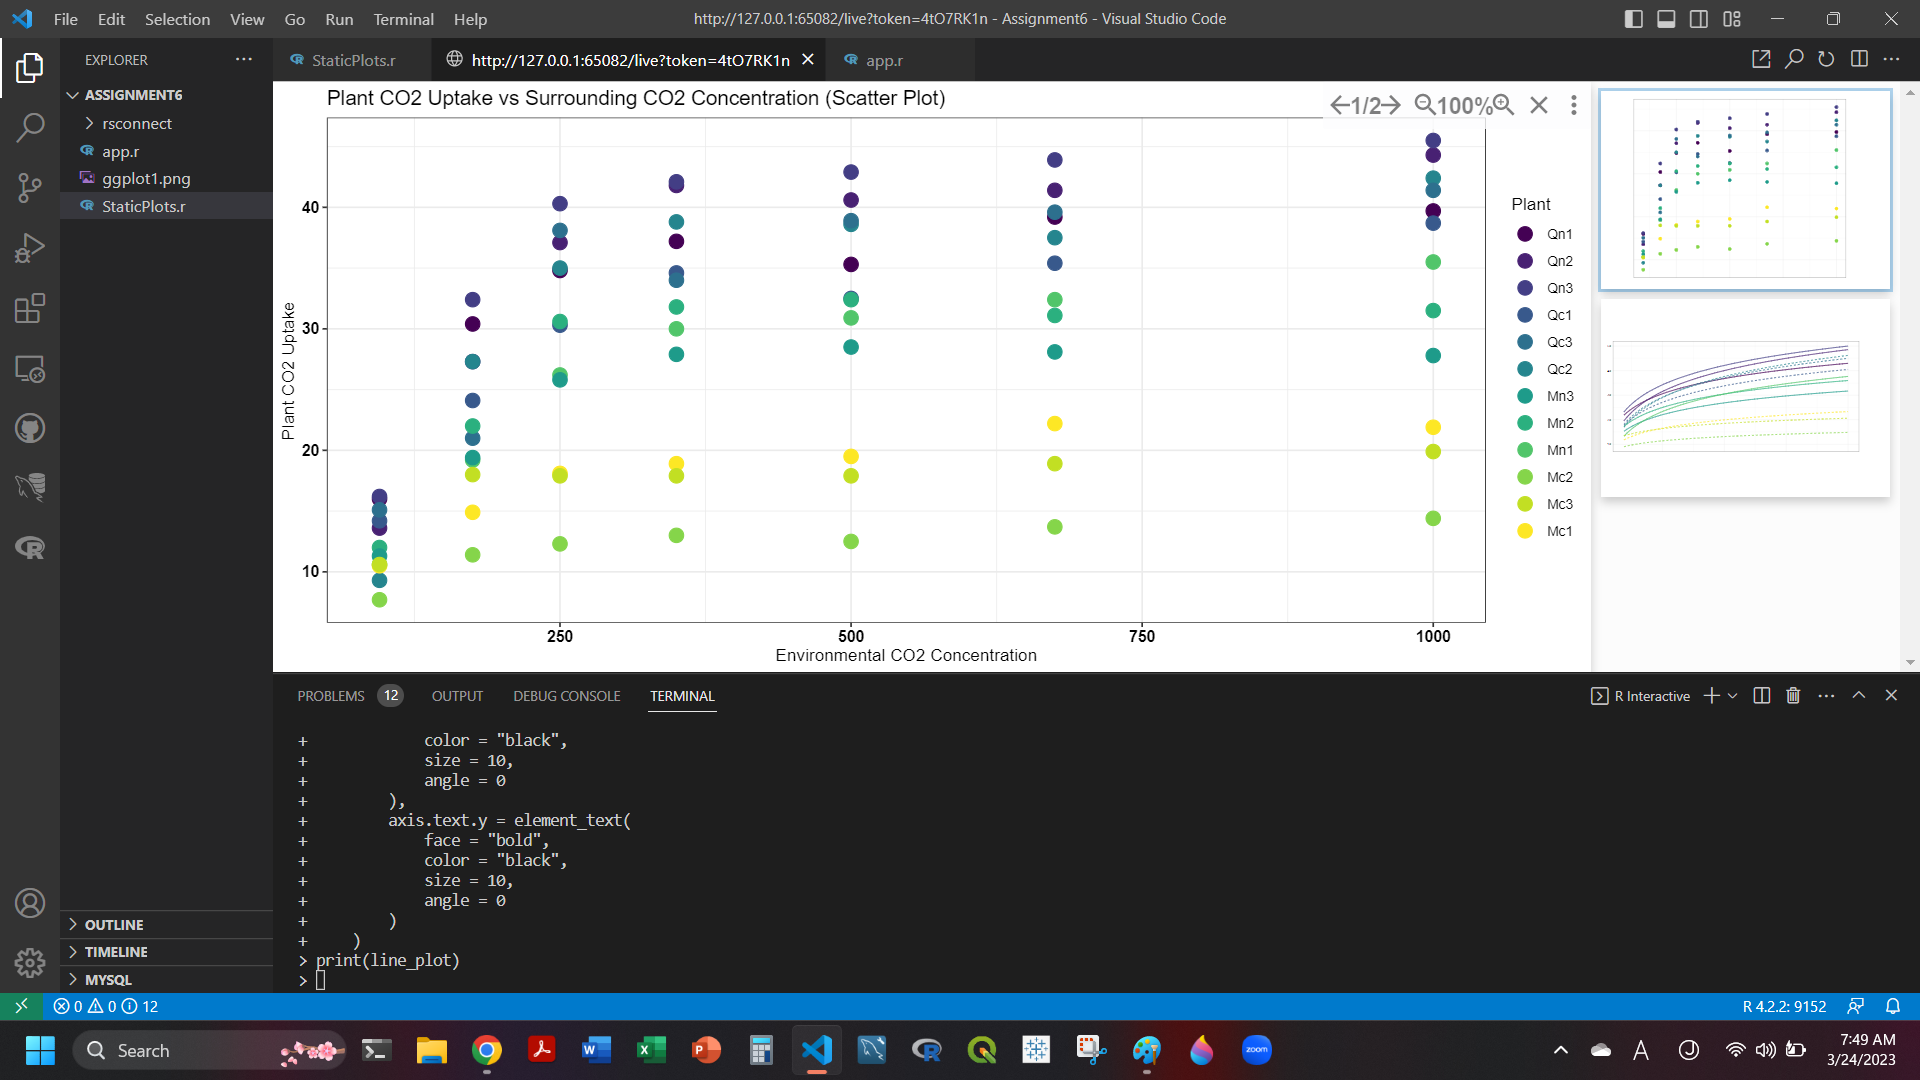 File Edit Selection View Go Run Terminal Help
http://127.0.0.1:65082/live?token=4tO7RK1n - Assignment6 - Visual Studio Code
EXPLORER
StaticPlots.r
http://127.0.0.1:65082/live?token=4tO7RK1n
app.r
ASSIGNMENT6
rsconnect
app.r
ggplot1.png
StaticPlots.r
Plant CO2 Uptake vs Surrounding CO2 Concentration (Scatter Plot)
1/2
100%
Plant CO2 Uptake
40
30
20
10
250
500
750
1000
Environmental CO2 Concentration
Plant
Qn1
Qn2
Qn3
Qc1
Qc3
Qc2
Mn3
Mn2
Mn1
Mc2
Mc3
Mc1
PROBLEMS 12 OUTPUT DEBUG CONSOLE TERMINAL
R Interactive
+ color = "black",
+ size = 10,
+ angle = 0
+ ),
+ axis.text.y = element_text(
+ face = "bold",
+ color = "black",
+ size = 10,
+ angle = 0
+ )
+ )
> print(line_plot)
>
OUTLINE
TIMELINE
MYSQL
0 0 12
R 4.2.2: 9152
Search
zoom
7:49 AM
3/24/2023